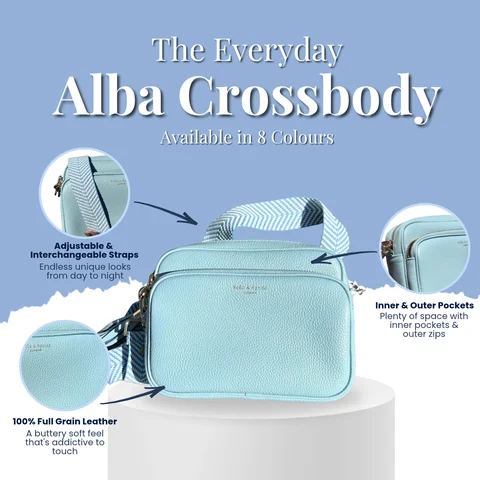 The Everyday
Alba Crossbody
Available in 8 Colours
Adjustable &
Interchangeable Straps
Endless unique looks
from day to night
Inner & Outer Pockets
Plenty of space with
inner pockets &
outer zips
100% Full Grain Leather
A buttery soft feel
that's addictive to
touch